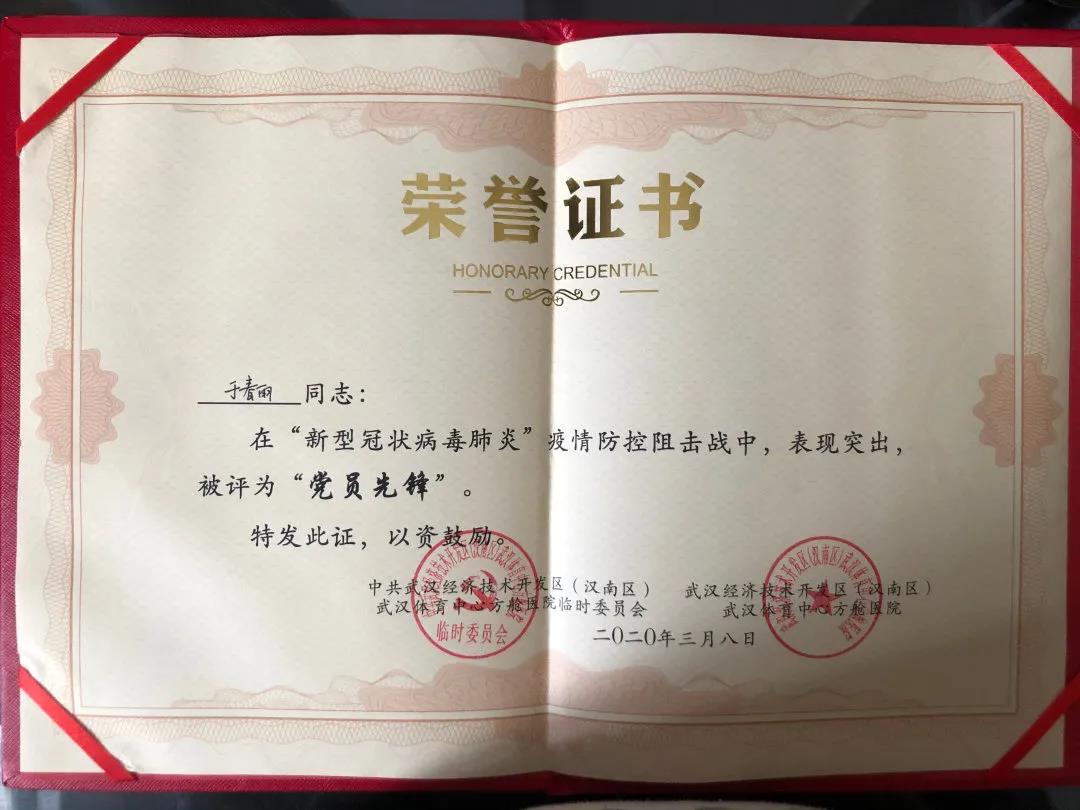 荣誉证书
HONORARY CREDENTIAL
于春丽 同志：
在“新型冠状病毒肺炎”疫情防控阻击战中，表现突出，
被评为“党员先锋”。
特发此证，以资鼓励。
中共武汉经济技术开发区（汉南区） 武汉经济技术开发区（汉南区）
武汉体育中心方舱医院临时委员会 武汉体育中心方舱医院
二〇二〇年三月八日
临时委员会